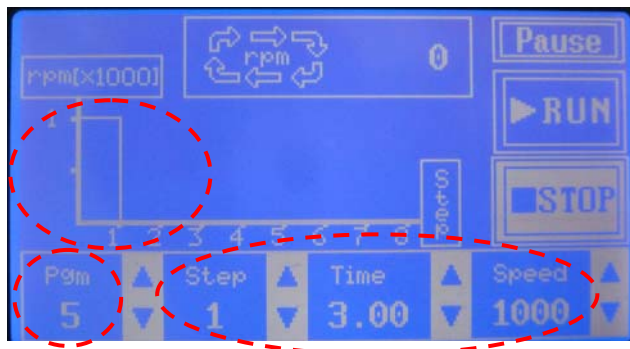 rpm
0
Pause
rpm[x1000]
►RUN
1
Step
■STOP
1 2 3 4 5 6 7 8
Pgm ▲ Step ▲ Time ▲ Speed ▲
5 ▼ 1 ▼ 3.00 ▼ 1000 ▼